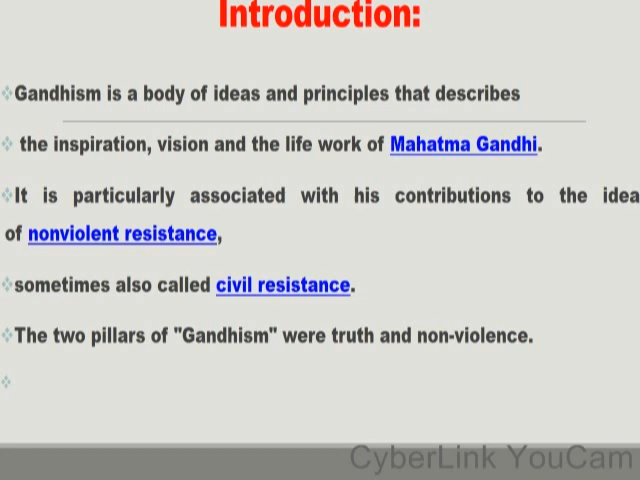 Introduction:
Gandhism is a body of ideas and principles that describes
the inspiration, vision and the life work of Mahatma Gandhi.
It is particularly associated with his contributions to the idea
of nonviolent resistance,
sometimes also called civil resistance.
The two pillars of "Gandhism" were truth and non-violence.
CyberLink YouCam